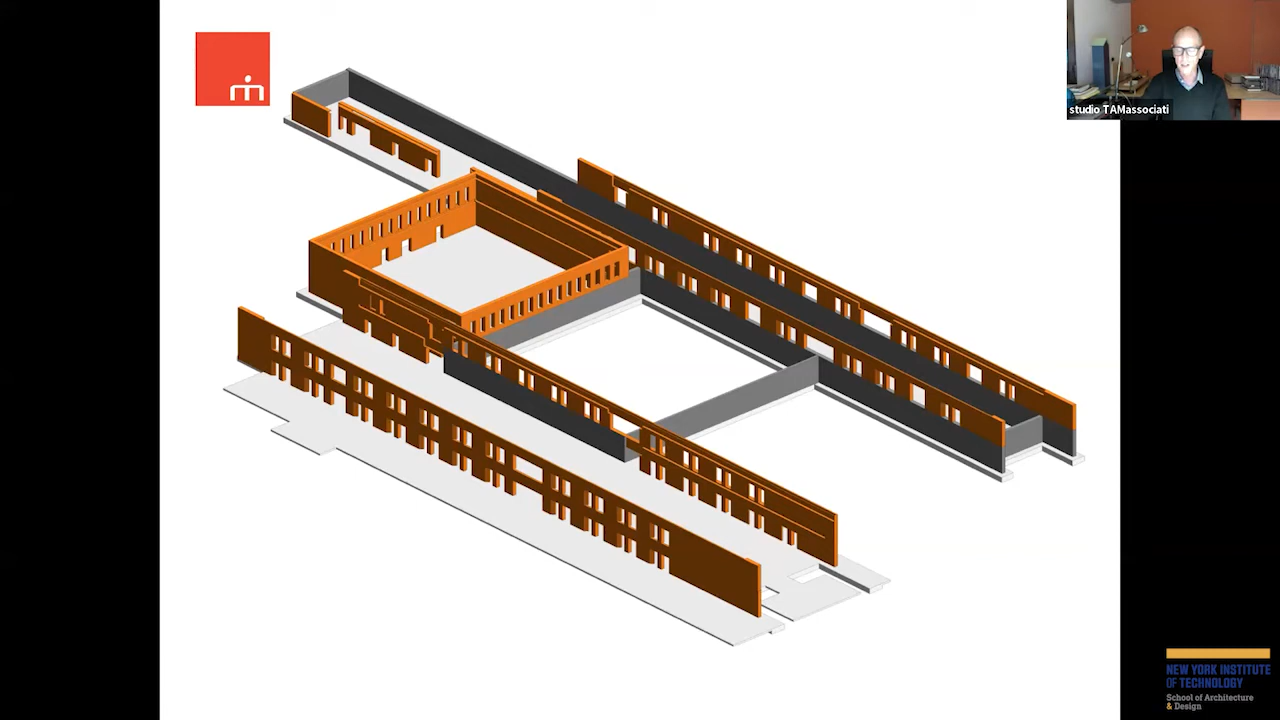 studio TAMassociati
NEW YORK INSTITUTE
OF TECHNOLOGY
School of Architecture
& Design